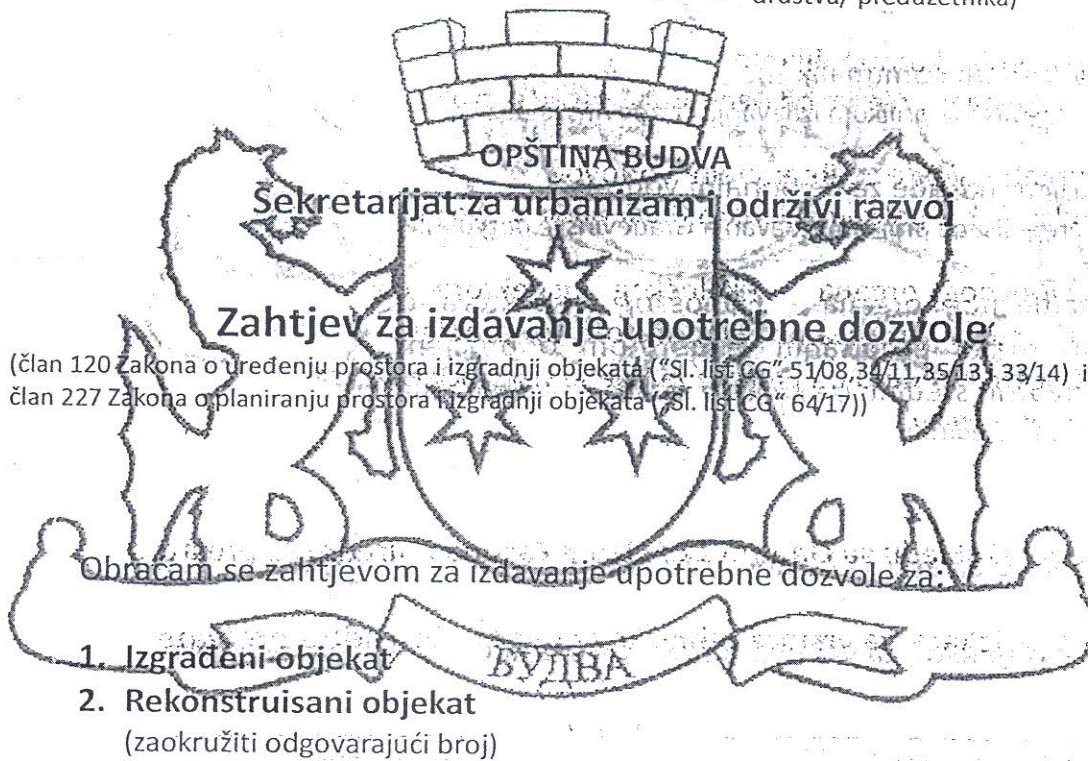 društva/ preduzetnika)
OPŠTINA BUDVA
Sekretarijat za urbanizam i održivi razvoj
Zahtjev za izdavanje upotrebne dozvole
(član 120 Zakona o uređenju prostora i izgradnji objekata ("Sl. list CG" 51/08,34/11,35/13 i 33/14) i
član 227 Zakona o planiranju prostora i izgradnji objekata („Sl. list CG“ 64/17))
Obraćam se zahtjevom za izdavanje upotrebne dozvole za:
1. Izgrađeni objekat
БУДВА
2. Rekonstruisani objekat
(zaokružiti odgovarajući broj)